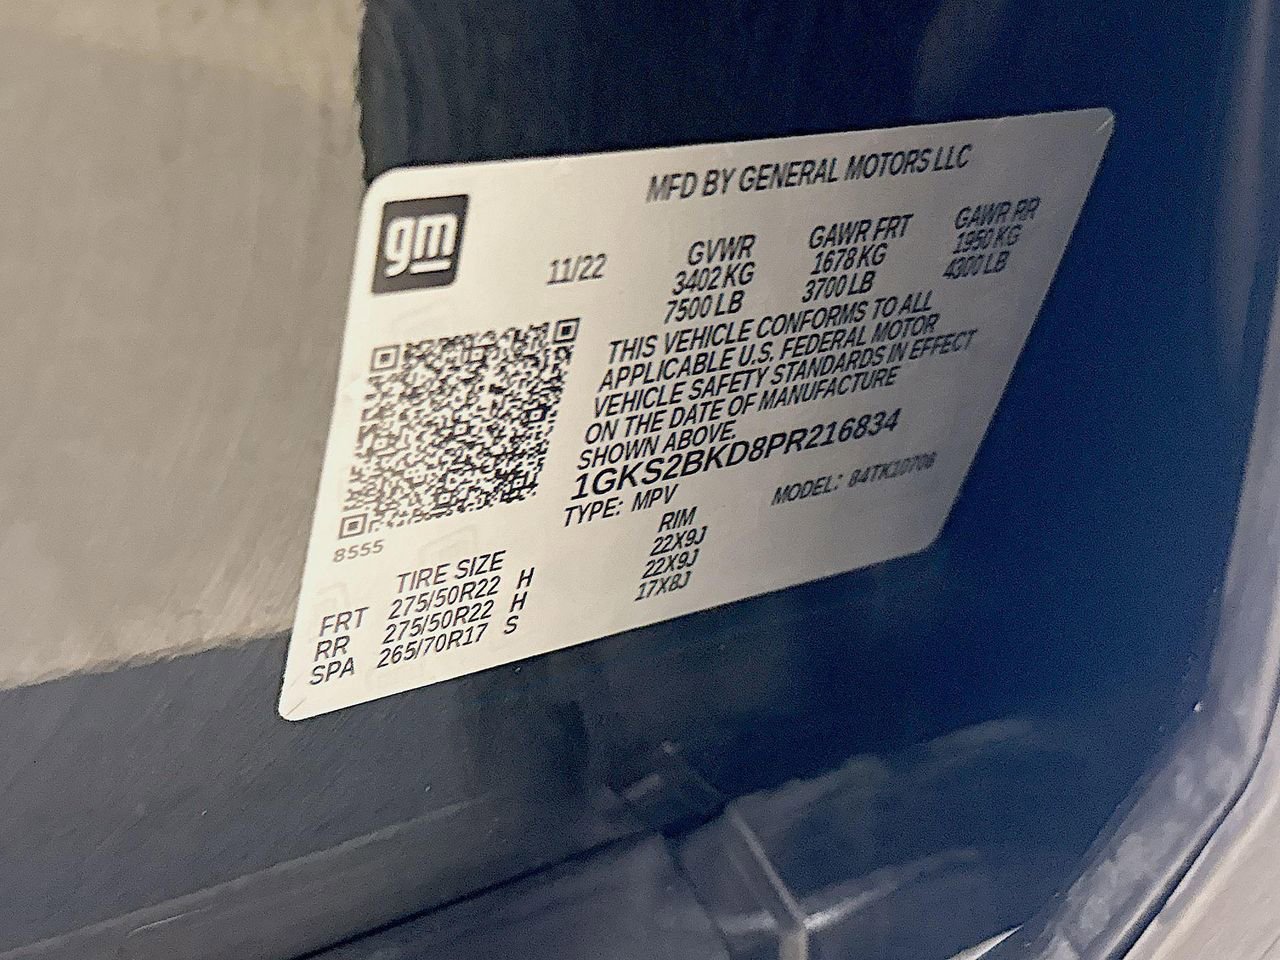 MFD BY GENERAL MOTORS LLC
gm
11/22
GVWR GAWR FRT GAWR RR
3402 KG 1678 KG 1950 KG
7500 LB 3700 LB 4300 LB
THIS VEHICLE CONFORMS TO ALL
APPLICABLE U.S. FEDERAL MOTOR
VEHICLE SAFETY STANDARDS IN EFFECT
ON THE DATE OF MANUFACTURE
SHOWN ABOVE.
1GKS2BKD8PR216834
TYPE: MPV MODEL: 84TK10706
8555
TIRE SIZE RIM
FRT 275/50R22 H 22X9J
RR 275/50R22 H 22X9J
SPA 265/70R17 S 17X8J